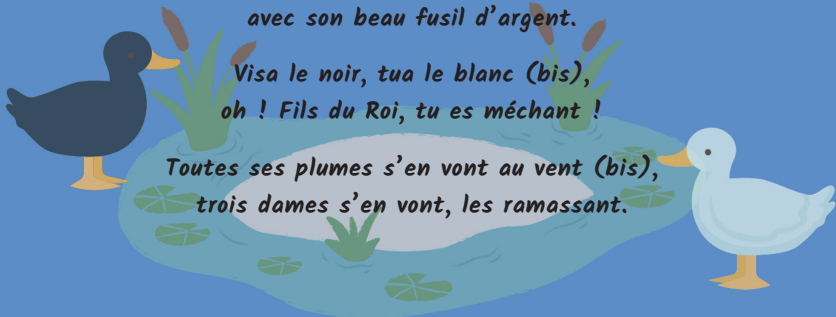 avec son beau fusil d'argent.
Visa le noir, tua le blanc (bis),
oh ! Fils du Roi, tu es méchant !
Toutes ses plumes s'en vont au vent (bis),
trois dames s'en vont, les ramassant.